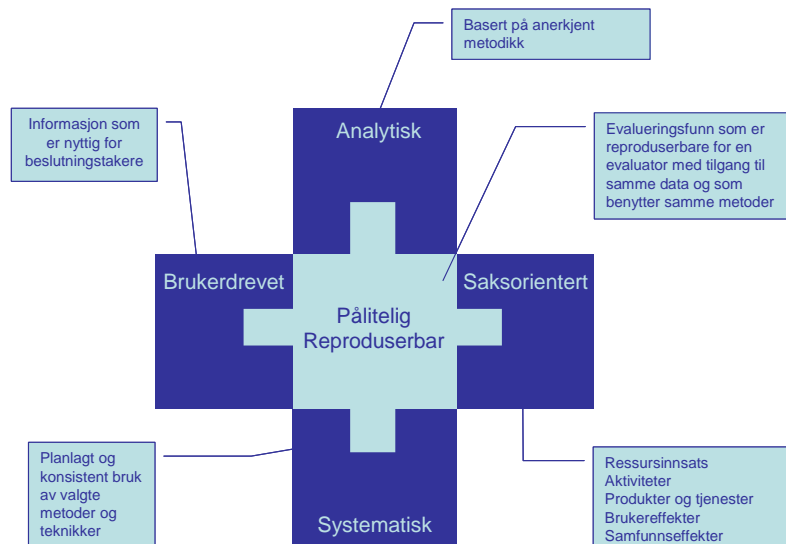 Basert på anerkjent
metodikk
Informasjon som
er nyttig for
beslutningstakere
Analytisk
Evalueringsfunn som er
reproduserbare for en
evaluator med tilgang til
samme data og som
benytter samme metoder
Brukerdrevet
Saksorientert
Pålitelig
Reproduserbar
Planlagt og
konsistent bruk
av valgte
metoder og
teknikker
Systematisk
Ressursinnsats
Aktiviteter
Produkter og tjenester
Brukereffekter
Samfunnseffekter